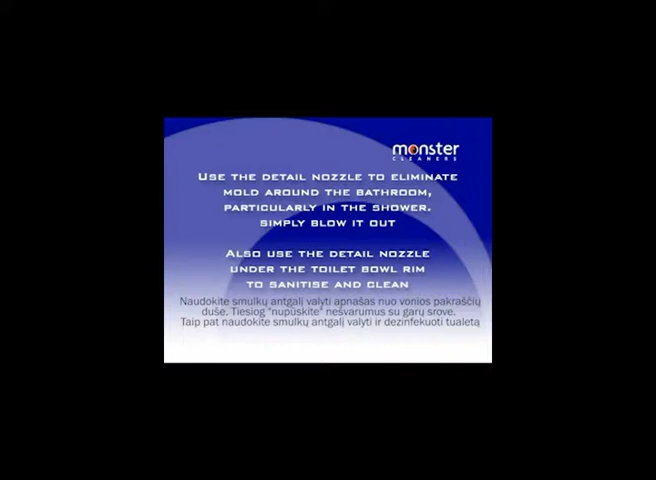 monster
CLEANERS
USE THE DETAIL NOZZLE TO ELIMINATE
MOLD AROUND THE BATHROOM,
PARTICULARLY IN THE SHOWER.
SIMPLY BLOW IT OUT
ALSO USE THE DETAIL NOZZLE
UNDER THE TOILET BOWL RIM
TO SANITISE AND CLEAN
Naudokite smulkų antgalį valyti apnašas nuo vonios pakraščių
duše. Tiesiog "nupūskite" nešvarumus su garų srove.
Taip pat naudokite smulkų antgalį valyti ir dezinfekuoti tualetą